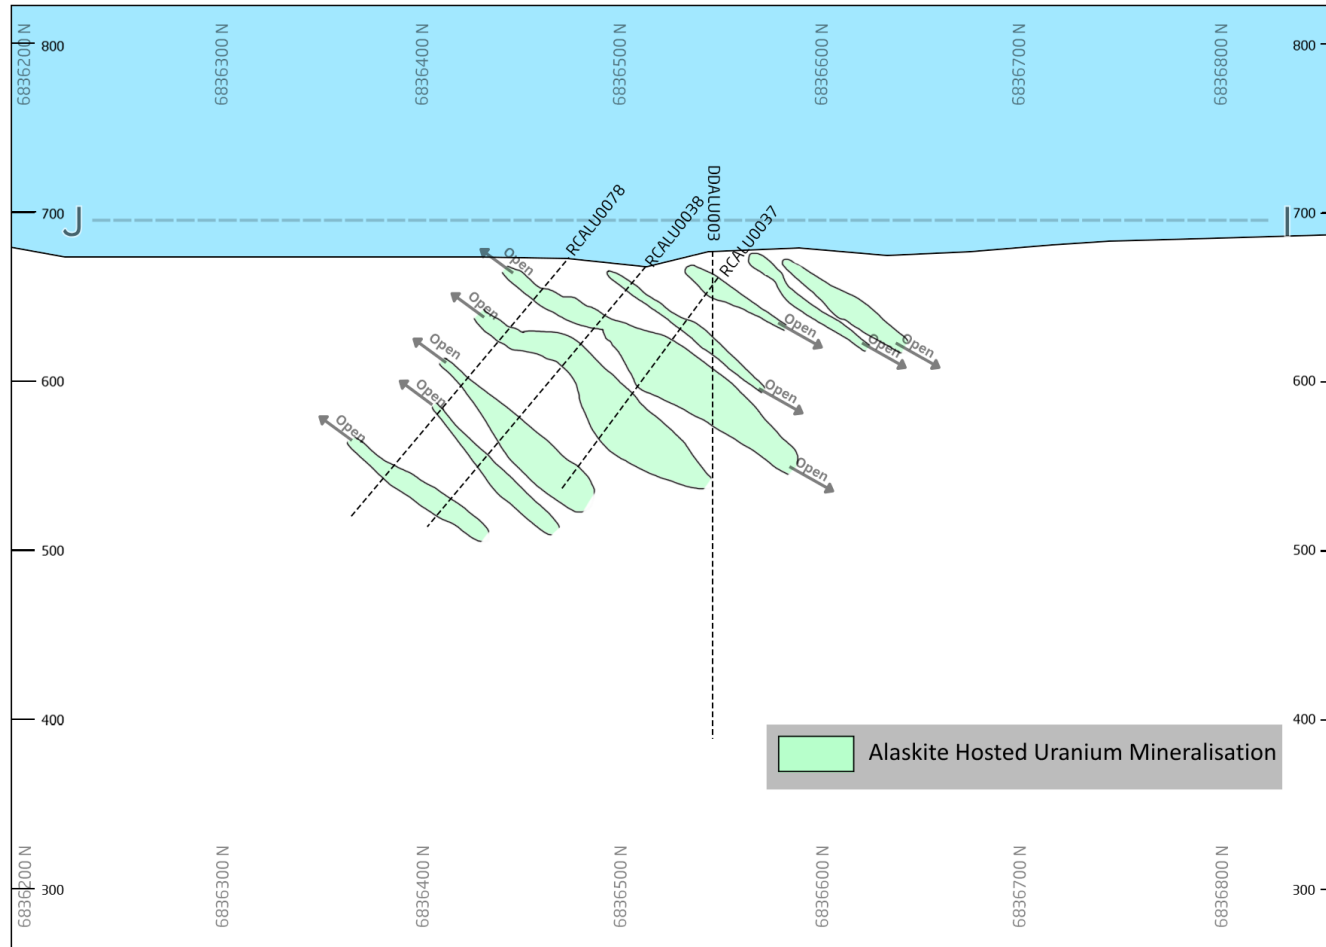 6836200 N
6836300 N
6836400 N
6836500 N
6836600 N
6836700 N
6836800 N
800
800
700
J
I
700
RCALU0078
RCALU0038
DDALU003
RCALU0037
Open
Open
Open
Open
Open
Open
Open
Open
Open
Open
600
600
500
500
400
400
Alaskite Hosted Uranium Mineralisation
300
300
6836200 N
6836300 N
6836400 N
6836500 N
6836600 N
6836700 N
6836800 N